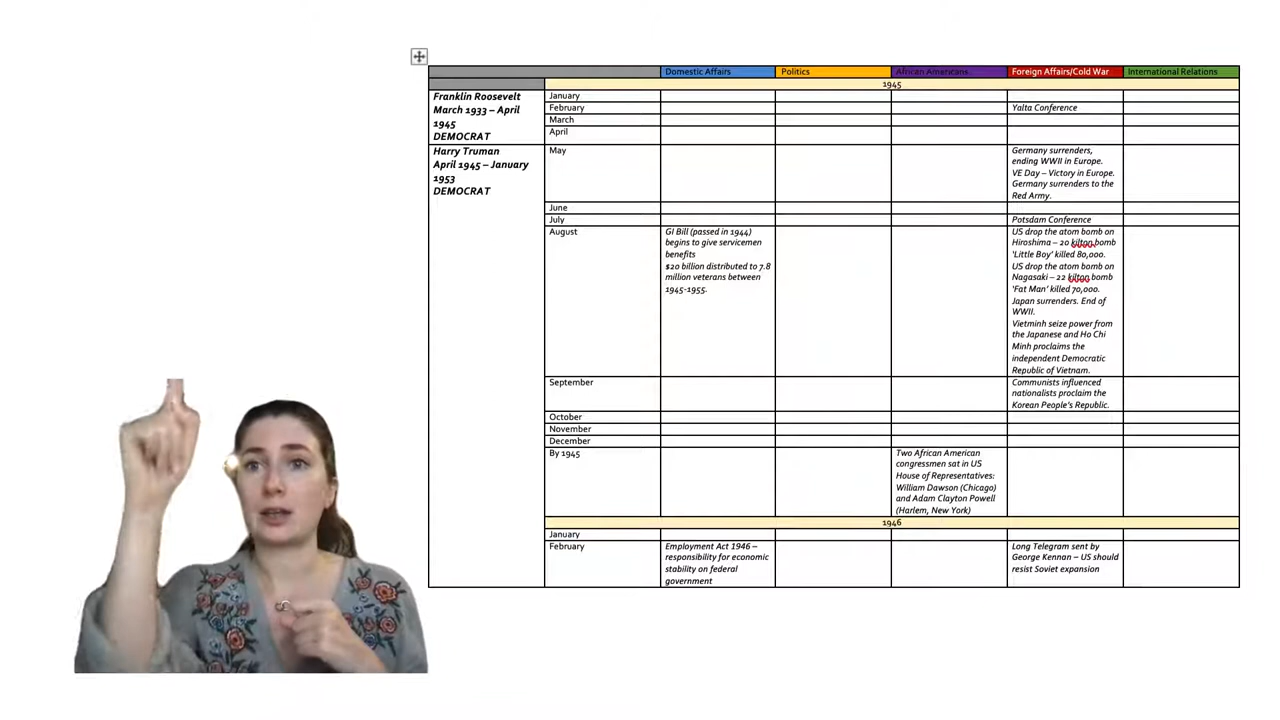 Domestic Affairs
Politics
African Americans
Foreign Affairs/Cold War
International Relations
1945
Franklin Roosevelt
March 1933 – April
1945
DEMOCRAT
January
February
Yalta Conference
March
April
Harry Truman
April 1945 – January
1953
DEMOCRAT
May
Germany surrenders,
ending WWII in Europe.
VE Day – Victory in Europe.
Germany surrenders to the
Red Army.
June
July
Potsdam Conference
August
GI Bill (passed in 1944)
begins to give servicemen
benefits
$20 billion distributed to 7.8
million veterans between
1945-1955.
US drop the atom bomb on
Hiroshima – 20 kilton bomb
'Little Boy' killed 80,000.
US drop the atom bomb on
Nagasaki – 22 kilton bomb
'Fat Man' killed 70,000.
Japan surrenders. End of
WWII.
Vietminh seize power from
the Japanese and Ho Chi
Minh proclaims the
independent Democratic
Republic of Vietnam.
September
Communists influenced
nationalists proclaim the
Korean People's Republic.
October
November
December
By 1945
Two African American
congressmen sat in US
House of Representatives:
William Dawson (Chicago)
and Adam Clayton Powell
(Harlem, New York)
1946
January
February
Employment Act 1946 –
responsibility for economic
stability on federal
government
Long Telegram sent by
George Kennan – US should
resist Soviet expansion